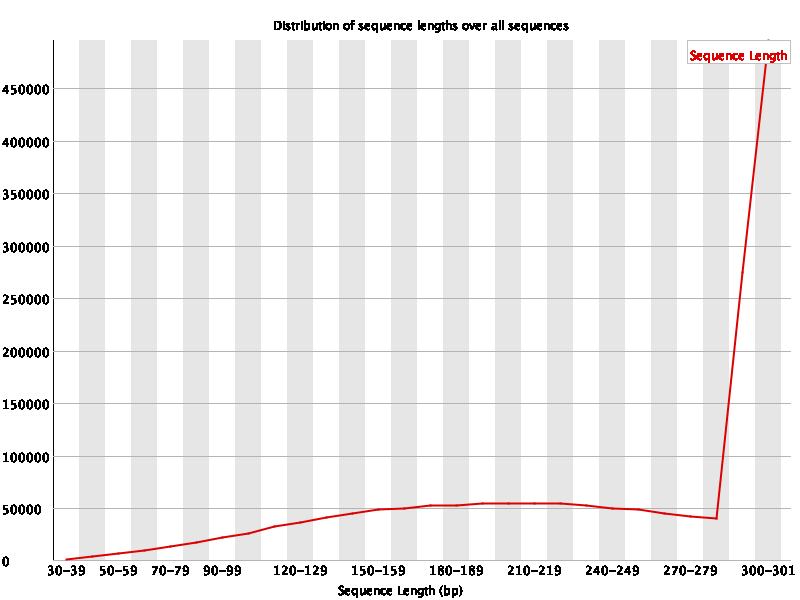 Distribution of sequence lengths over all sequences
Sequence Length
450000
400000
350000
300000
250000
200000
150000
100000
50000
0
30-39 50-59 70-79 90-99 120-129 150-159 180-189 210-219 240-249 270-279 300-301
Sequence Length (bp)